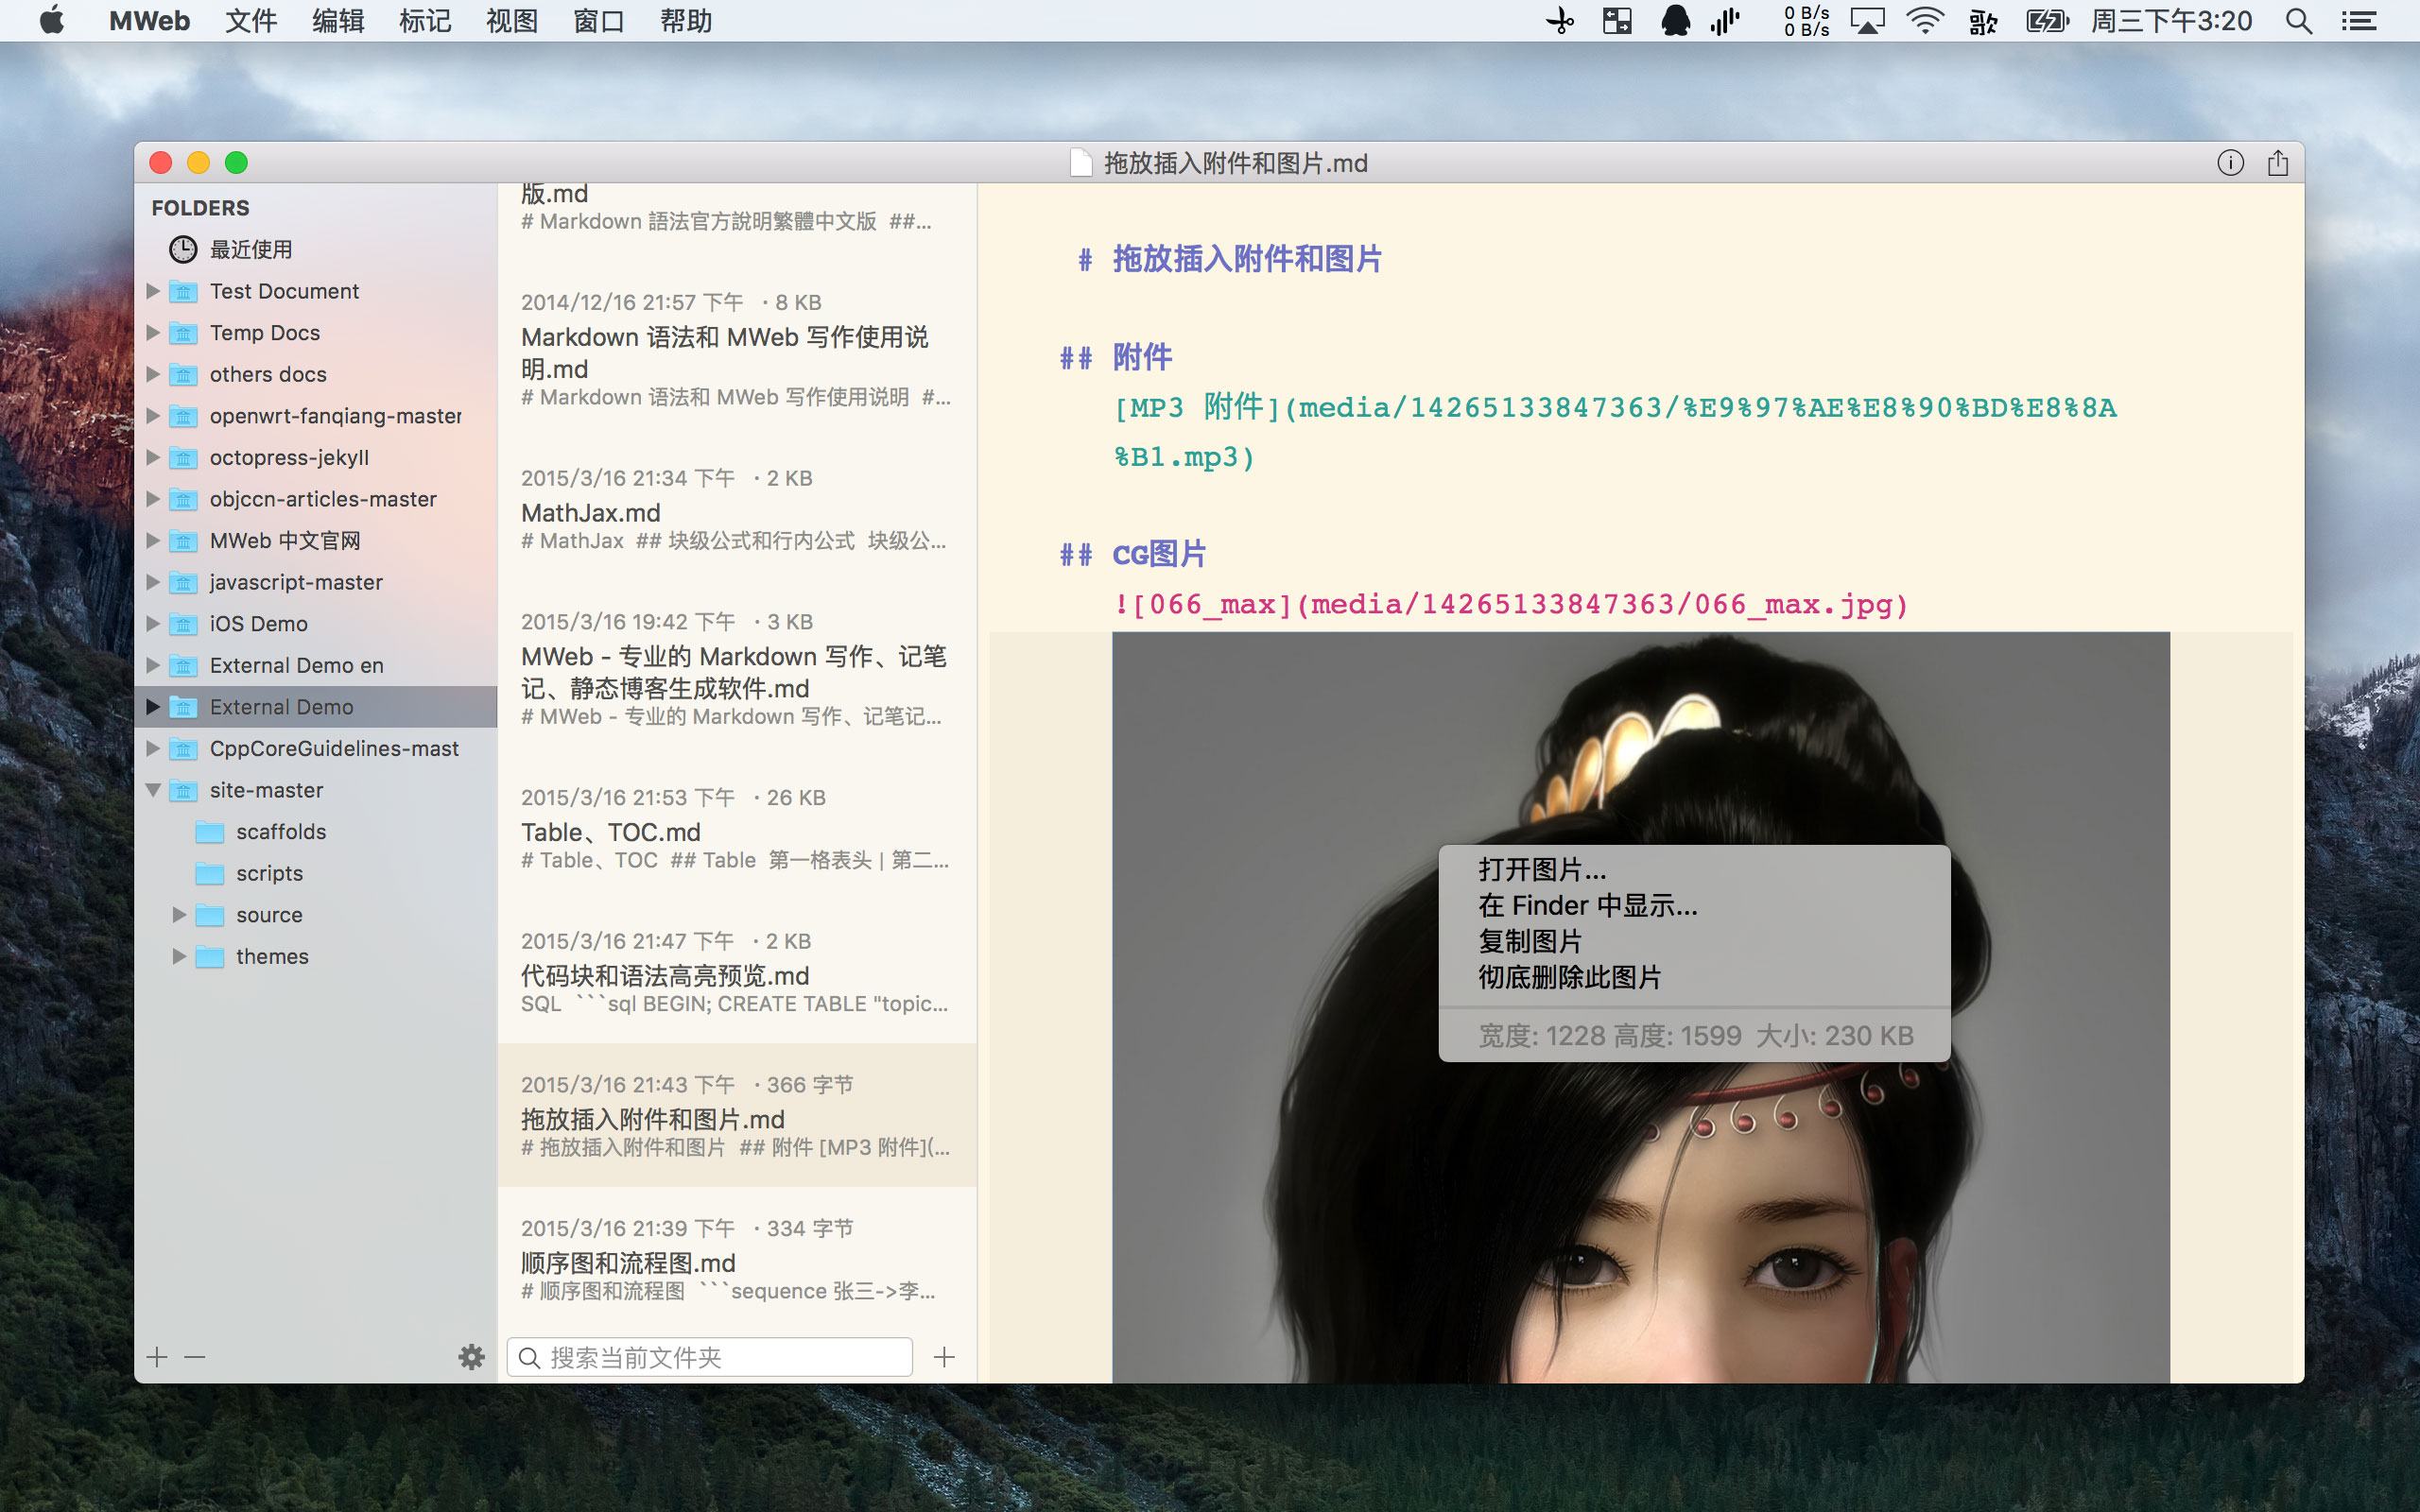 MWeb 文件 编辑 标记 视图 窗口 帮助
0 B/s
0 B/s
歌
周三下午3:20
拖放插入附件和图片.md
FOLDERS
最近使用
Test Document
Temp Docs
others docs
openwrt-fanqiang-master
octopress-jekyll
objccn-articles-master
MWeb 中文官网
javascript-master
iOS Demo
External Demo en
External Demo
CppCoreGuidelines-mast
site-master
scaffolds
scripts
source
themes
版.md
# Markdown 語法官方說明繁體中文版 ##...
2014/12/16 21:57 下午 · 8 KB
Markdown 语法和 MWeb 写作使用说
明.md
# Markdown 语法和 MWeb 写作使用说明 #...
2015/3/16 21:34 下午 · 2 KB
MathJax.md
# MathJax ## 块级公式和行内公式 块级公...
2015/3/16 19:42 下午 · 3 KB
MWeb - 专业的 Markdown 写作、记笔
记、静态博客生成软件.md
# MWeb - 专业的 Markdown 写作、记笔记...
2015/3/16 21:53 下午 · 26 KB
Table、TOC.md
# Table、TOC ## Table 第一格表头 | 第二...
2015/3/16 21:47 下午 · 2 KB
代码块和语法高亮预览.md
SQL ```sql BEGIN; CREATE TABLE "topic...
2015/3/16 21:43 下午 · 366 字节
拖放插入附件和图片.md
# 拖放插入附件和图片 ## 附件 [MP3 附件](...
2015/3/16 21:39 下午 · 334 字节
顺序图和流程图.md
# 顺序图和流程图 ```sequence 张三->李...
搜索当前文件夹
# 拖放插入附件和图片
## 附件
[MP3 附件](media/14265133847363/%E9%97%AE%E8%90%BD%E8%8A
%B1.mp3)
## CG图片
![066_max](media/14265133847363/066_max.jpg)
打开图片...
在 Finder 中显示...
复制图片
彻底删除此图片
宽度: 1228 高度: 1599 大小: 230 KB